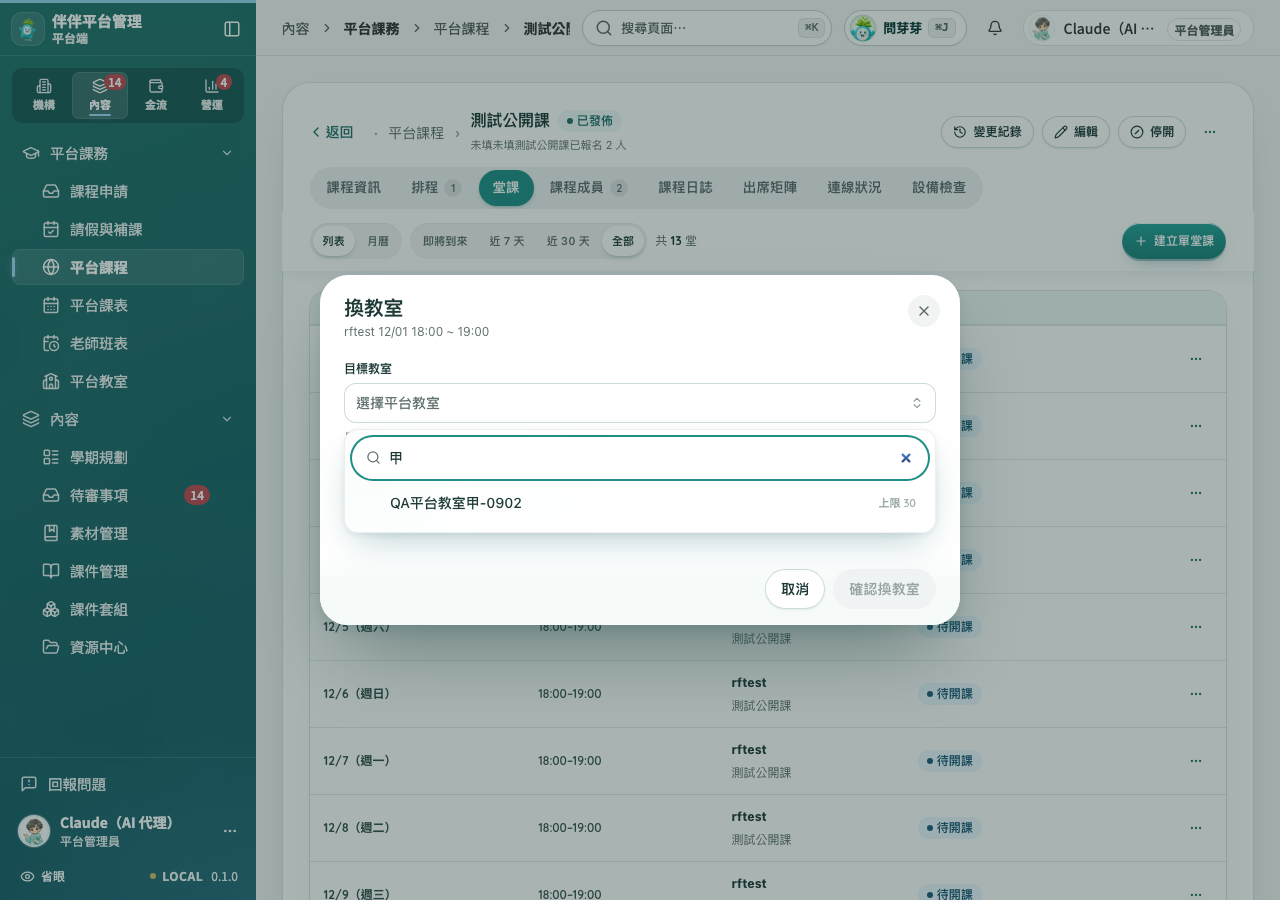 伴伴平台管理
平台端
機構
內容
14
金流
營運
4
平台課務
課程申請
請假與補課
平台課程
平台課表
老師班表
平台教室
內容
學期規劃
待審事項
14
素材管理
課件管理
課件套組
資源中心
回報問題
Claude（AI 代理）
平台管理員
省眼
LOCAL 0.1.0
內容
平台課務
平台課程
測試公
搜尋頁面…
⌘K
問芽芽
⌘J
Claude（AI …
平台管理員
返回
·
平台課程
測試公開課
已發佈
未填未填測試公開課已報名 2 人
變更紀錄
編輯
停開
課程資訊
排程 1
堂課
課程成員 2
課程日誌
出席矩陣
連線狀況
設備檢查
列表
月曆
即將到來
近 7 天
近 30 天
全部
共 13 堂
建立單堂課
換教室
rftest 12/01 18:00 ~ 19:00
目標教室
選擇平台教室
甲
QA平台教室甲-0902
上限 30
取消
確認換教室
課
課
課
課
12/5（週六）
18:00–19:00
測試公開課
待開課
12/6（週日）
18:00–19:00
rftest
測試公開課
待開課
12/7（週一）
18:00–19:00
rftest
測試公開課
待開課
12/8（週二）
18:00–19:00
rftest
測試公開課
待開課
12/9（週三）
18:00–19:00
rftest
待開課